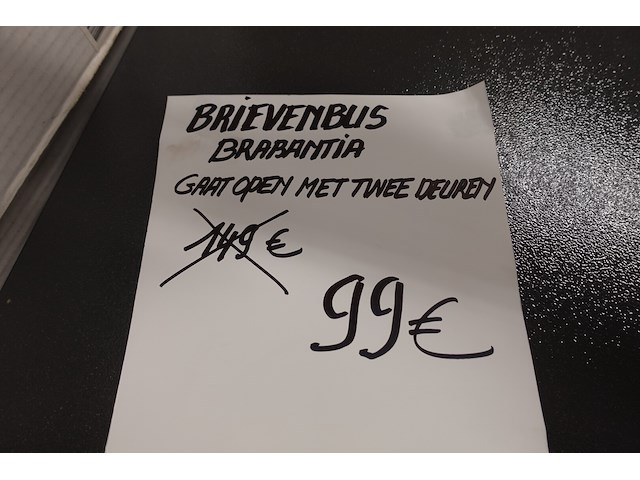 BRIEVENBUS
BRABANTIA
GAAT OPEN MET TWEE DEUREN
149 €
99€